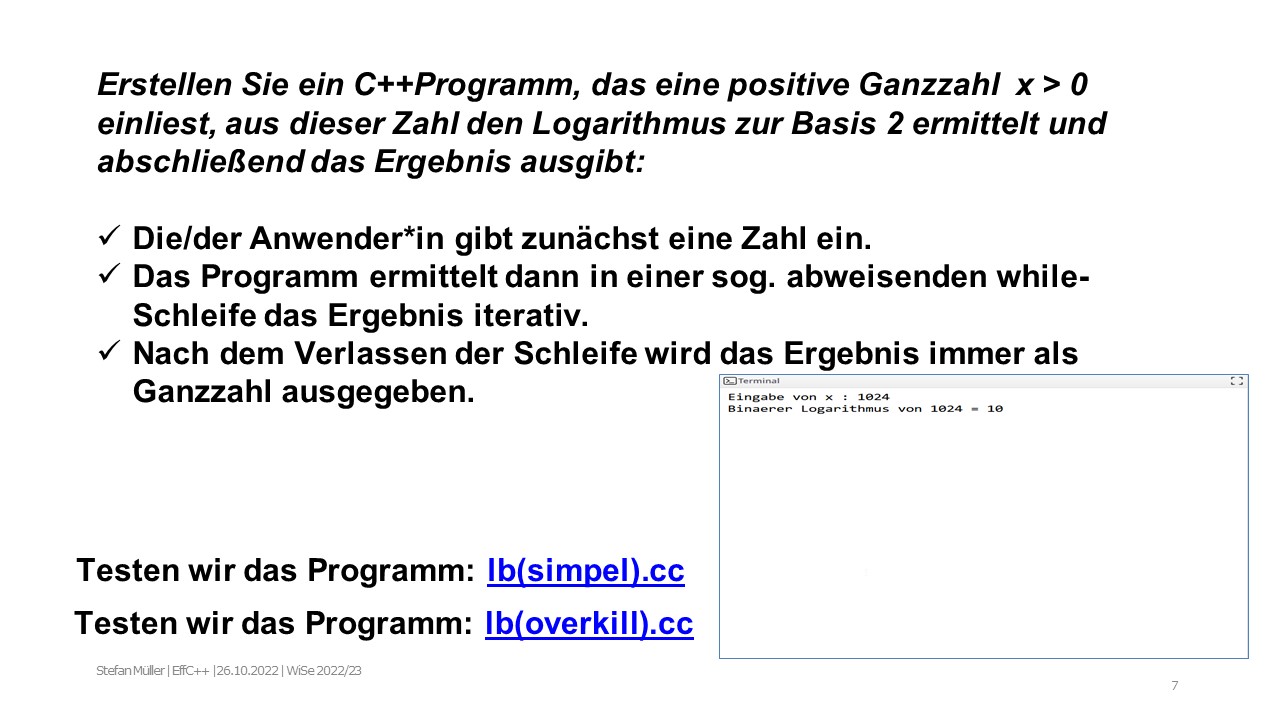 Erstellen Sie ein C++Programm, das eine positive Ganzzahl x > 0
einliest, aus dieser Zahl den Logarithmus zur Basis 2 ermittelt und
abschließend das Ergebnis ausgibt:
✓ Die/der Anwender*in gibt zunächst eine Zahl ein.
✓ Das Programm ermittelt dann in einer sog. abweisenden while-
Schleife das Ergebnis iterativ.
✓ Nach dem Verlassen der Schleife wird das Ergebnis immer als
Ganzzahl ausgegeben.
Terminal
Eingabe von x : 1024
Binaerer Logarithmus von 1024 = 10
Testen wir das Programm: lb(simpel).cc
Testen wir das Programm: lb(overkill).cc
Stefan Müller | EffC++ |26.10.2022 | WiSe 2022/23
7